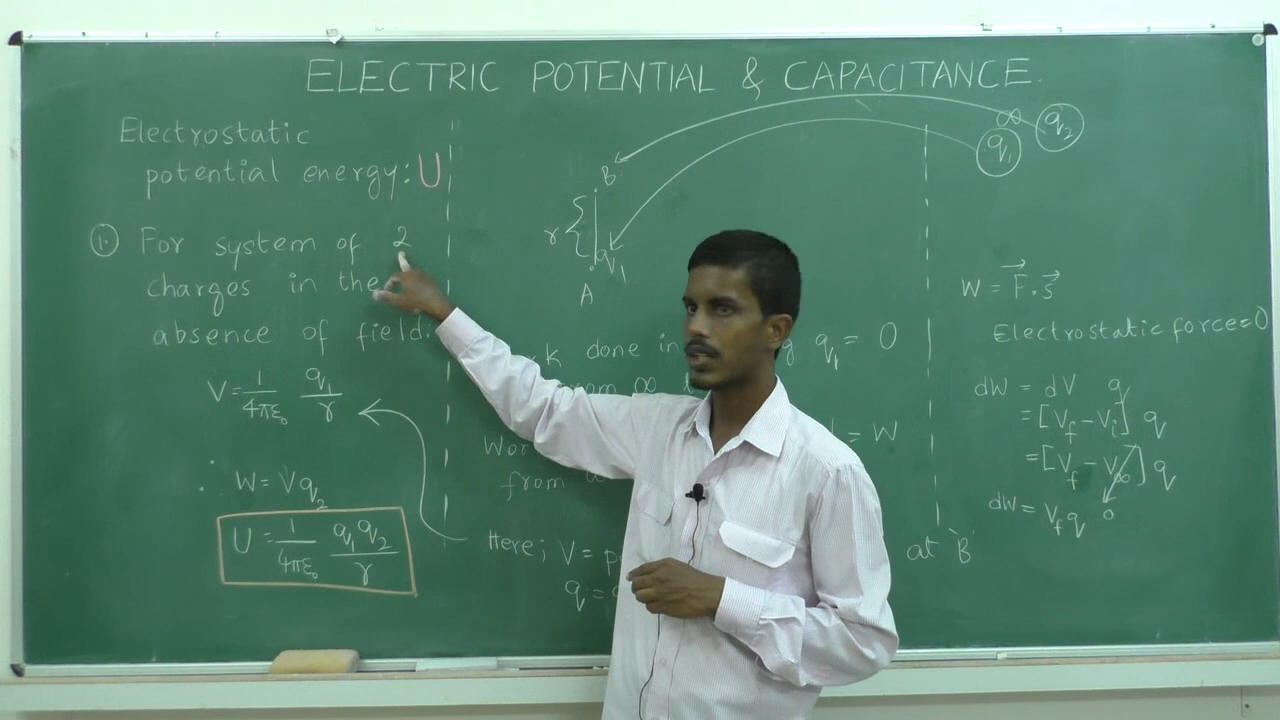 ELECTRIC POTENTIAL & CAPACITANCE.
Electrostatic
potential energy: U
① For system of 2
charges in the
absence of field.
V = 1/4πε₀ q₁/r
W = Vq₂
U = 1/4πε₀ q₁q₂/r
∞
q₁ q₂
B
r
q₁
A
done in q₁ = 0
from ∞
= W
from
Here; V =
at 'B'
q =
W = F⃗.s⃗
Electrostatic force = 0
dW = dV q
= [V_f - V_i] q
= [V_f - V_∞] q
0
dW = V_f q